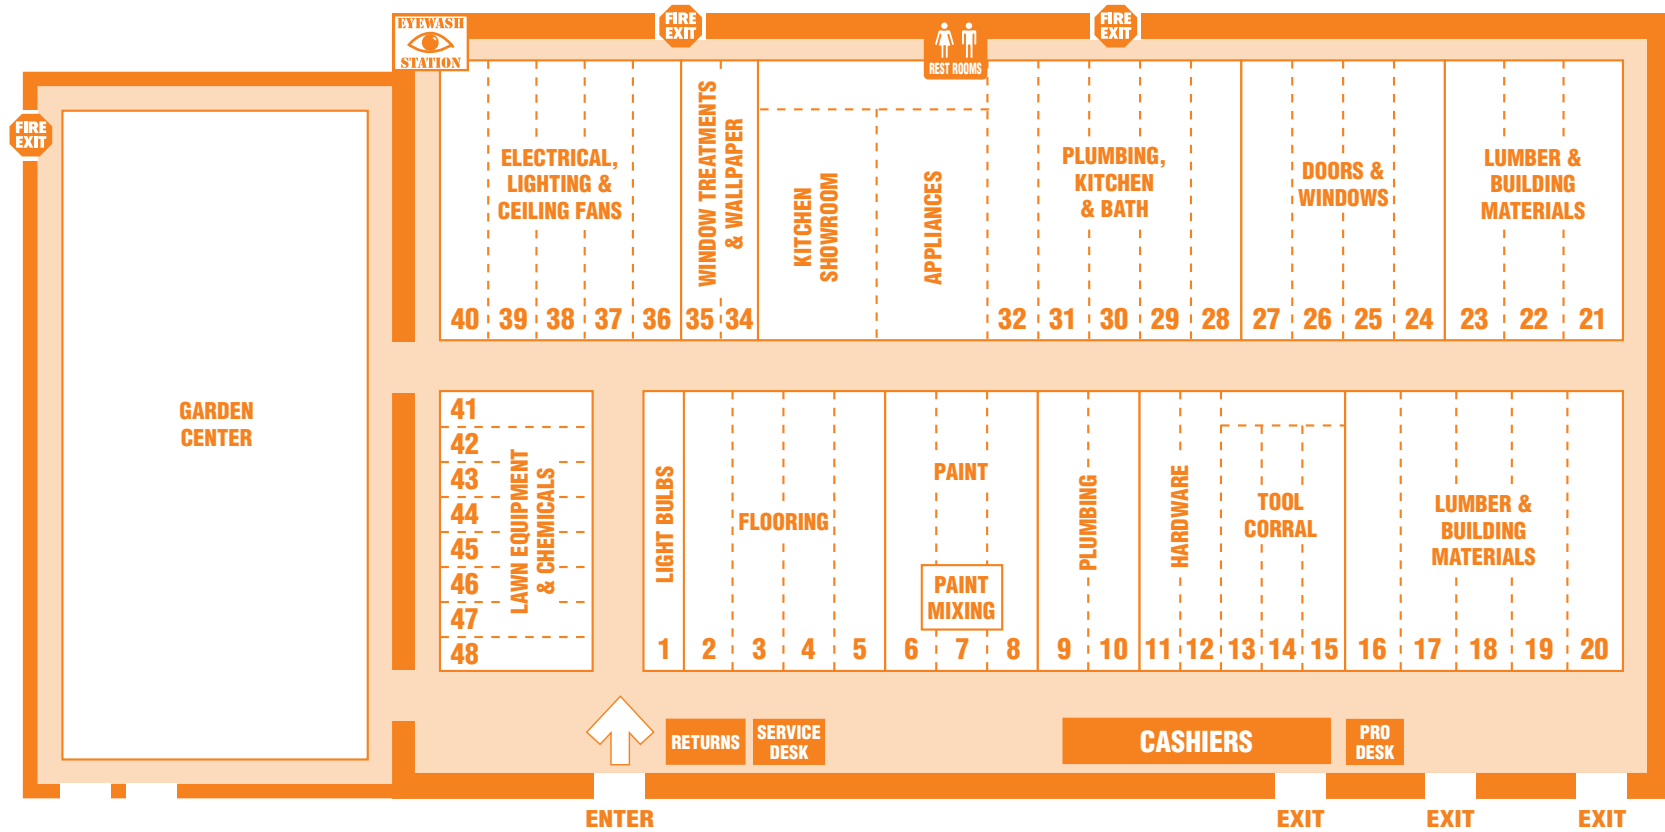 EYEWASH
STATION
FIRE
EXIT
REST ROOMS
FIRE
EXIT
FIRE
EXIT
ELECTRICAL,
LIGHTING &
CEILING FANS
WINDOW TREATMENTS
& WALLPAPER
KITCHEN
SHOWROOM
APPLIANCES
PLUMBING,
KITCHEN
& BATH
DOORS &
WINDOWS
LUMBER &
BUILDING
MATERIALS
40 39 38 37 36 35 34 32 31 30 29 28 27 26 25 24 23 22 21
GARDEN
CENTER
41
42
43
44
45
46
47
48
LAWN EQUIPMENT
& CHEMICALS
LIGHT BULBS
FLOORING
PAINT
PAINT
MIXING
PLUMBING
HARDWARE
TOOL
CORRAL
LUMBER &
BUILDING
MATERIALS
1 2 3 4 5 6 7 8 9 10 11 12 13 14 15 16 17 18 19 20
RETURNS
SERVICE
DESK
CASHIERS
PRO
DESK
ENTER
EXIT
EXIT
EXIT